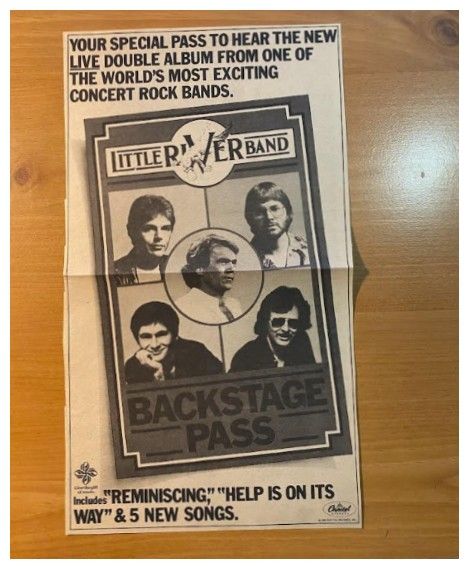 YOUR SPECIAL PASS TO HEAR THE NEW
LIVE DOUBLE ALBUM FROM ONE OF
THE WORLD'S MOST EXCITING
CONCERT ROCK BANDS.
LITTLE RIVER BAND
BACKSTAGE
PASS
Includes "REMINISCING," "HELP IS ON ITS
WAY" & 5 NEW SONGS.
Capitol